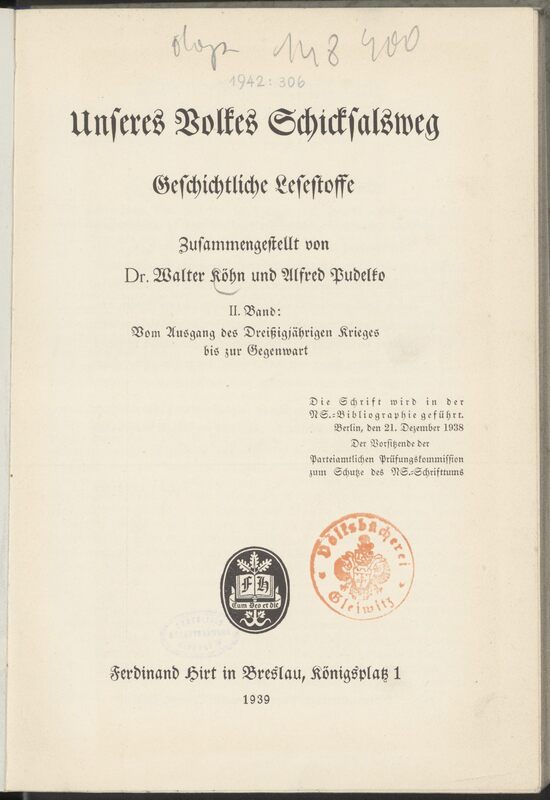 148 400
1942:306
Unseres Volkes Schicksalsweg
Geschichtliche Lesestoffe
Zusammengestellt von
Dr. Walter Köhn und Alfred Pudelko
II. Band:
Vom Ausgang des Dreißigjährigen Krieges
bis zur Gegenwart
Die Schrift wird in der
NS.-Bibliographie geführt.
Berlin, den 21. Dezember 1938
Der Vorsitzende der
Parteiamtlichen Prüfungskommission
zum Schutze des NS.-Schrifttums
F H
Cum Deo et die
Volksbücherei
Gleiwitz
Ferdinand Hirt in Breslau, Königsplatz 1
1939